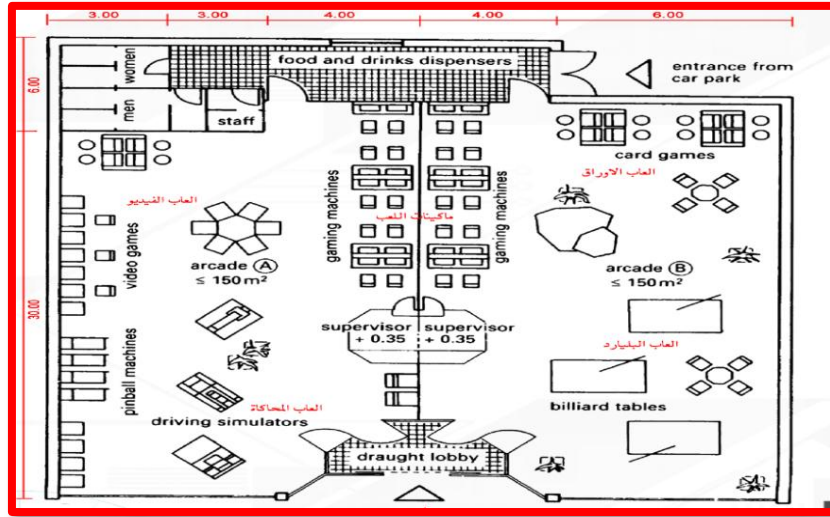 3.00 3.00 4.00 4.00 6.00
6.00
30.00
women
men
staff
food and drinks dispensers
entrance from
car park
card games
العاب الاوراق
العاب الفيديو
ماكينات اللعب
video games
gaming machines
gaming machines
arcade A
≤ 150 m²
arcade B
≤ 150 m²
supervisor
+ 0.35
supervisor
+ 0.35
العاب البليارد
pinball machines
العاب المحاكاة
driving simulators
billiard tables
draught lobby